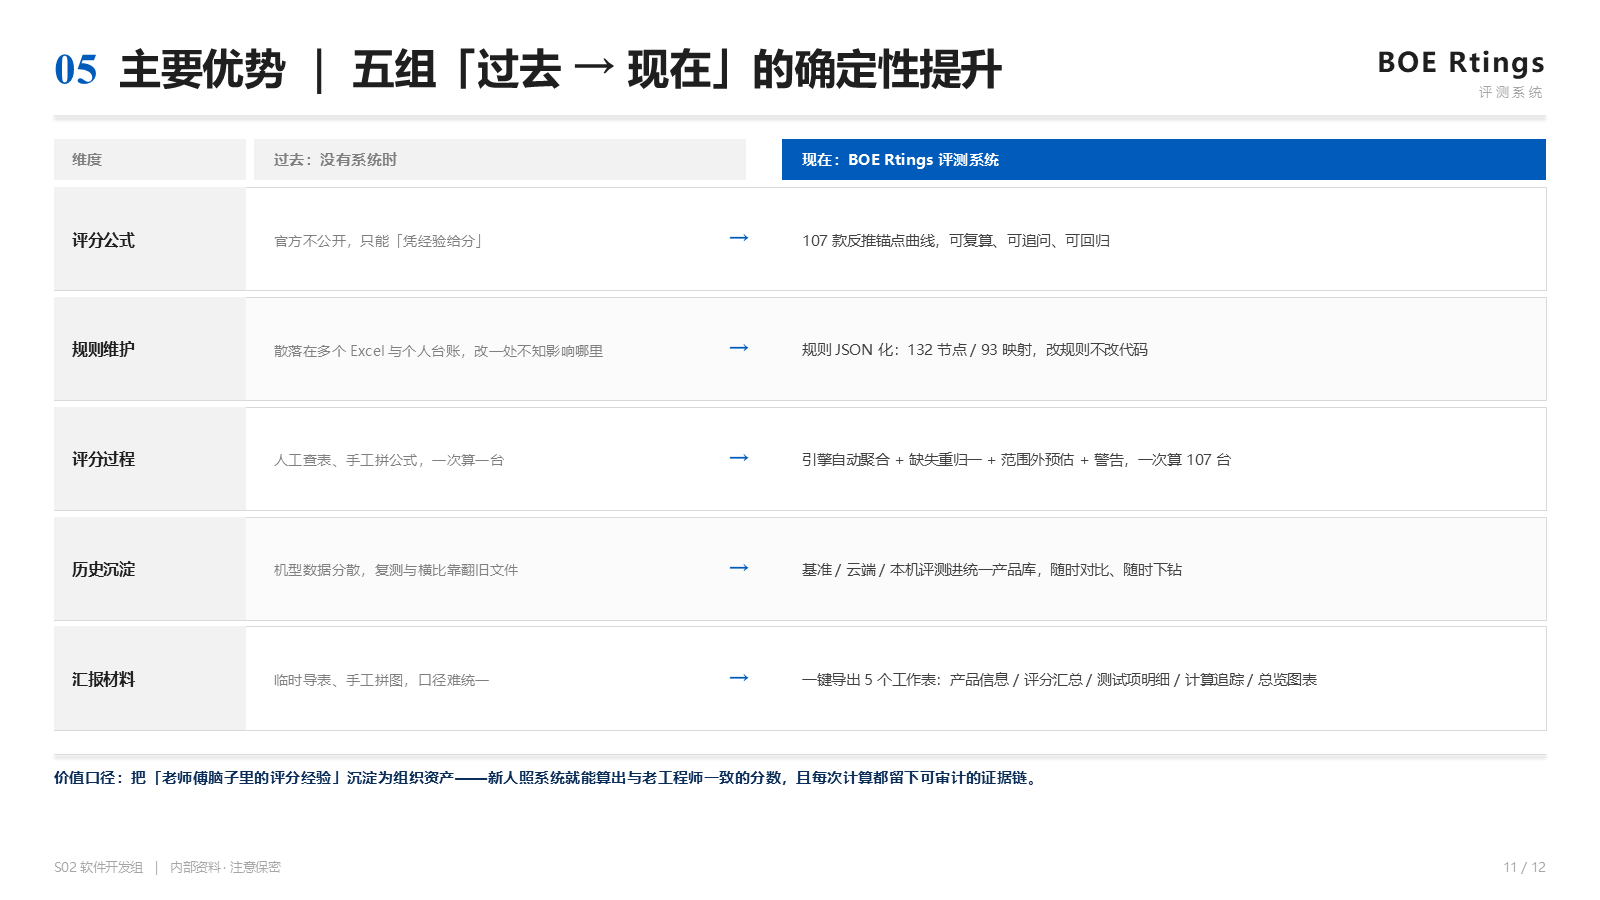 05 主要优势 | 五组「过去 → 现在」的确定性提升
BOE Rtings
评测系统
维度
过去：没有系统时
现在：BOE Rtings 评测系统
评分公式
官方不公开，只能「凭经验给分」
→
107 款反推锚点曲线，可复算、可追问、可回归
规则维护
散落在多个 Excel 与个人台账，改一处不知影响哪里
→
规则 JSON 化：132 节点 / 93 映射，改规则不改代码
评分过程
人工查表、手工拼公式，一次算一台
→
引擎自动聚合 + 缺失重归一 + 范围外预估 + 警告，一次算 107 台
历史沉淀
机型数据分散，复测与横比靠翻旧文件
→
基准 / 云端 / 本机评测进统一产品库，随时对比、随时下钻
汇报材料
临时导表、手工拼图，口径难统一
→
一键导出 5 个工作表：产品信息 / 评分汇总 / 测试项明细 / 计算追踪 / 总览图表
价值口径：把「老师傅脑子里的评分经验」沉淀为组织资产——新人照系统就能算出与老工程师一致的分数，且每次计算都留下可审计的证据链。
S02 软件开发组 | 内部资料 · 注意保密
11 / 12